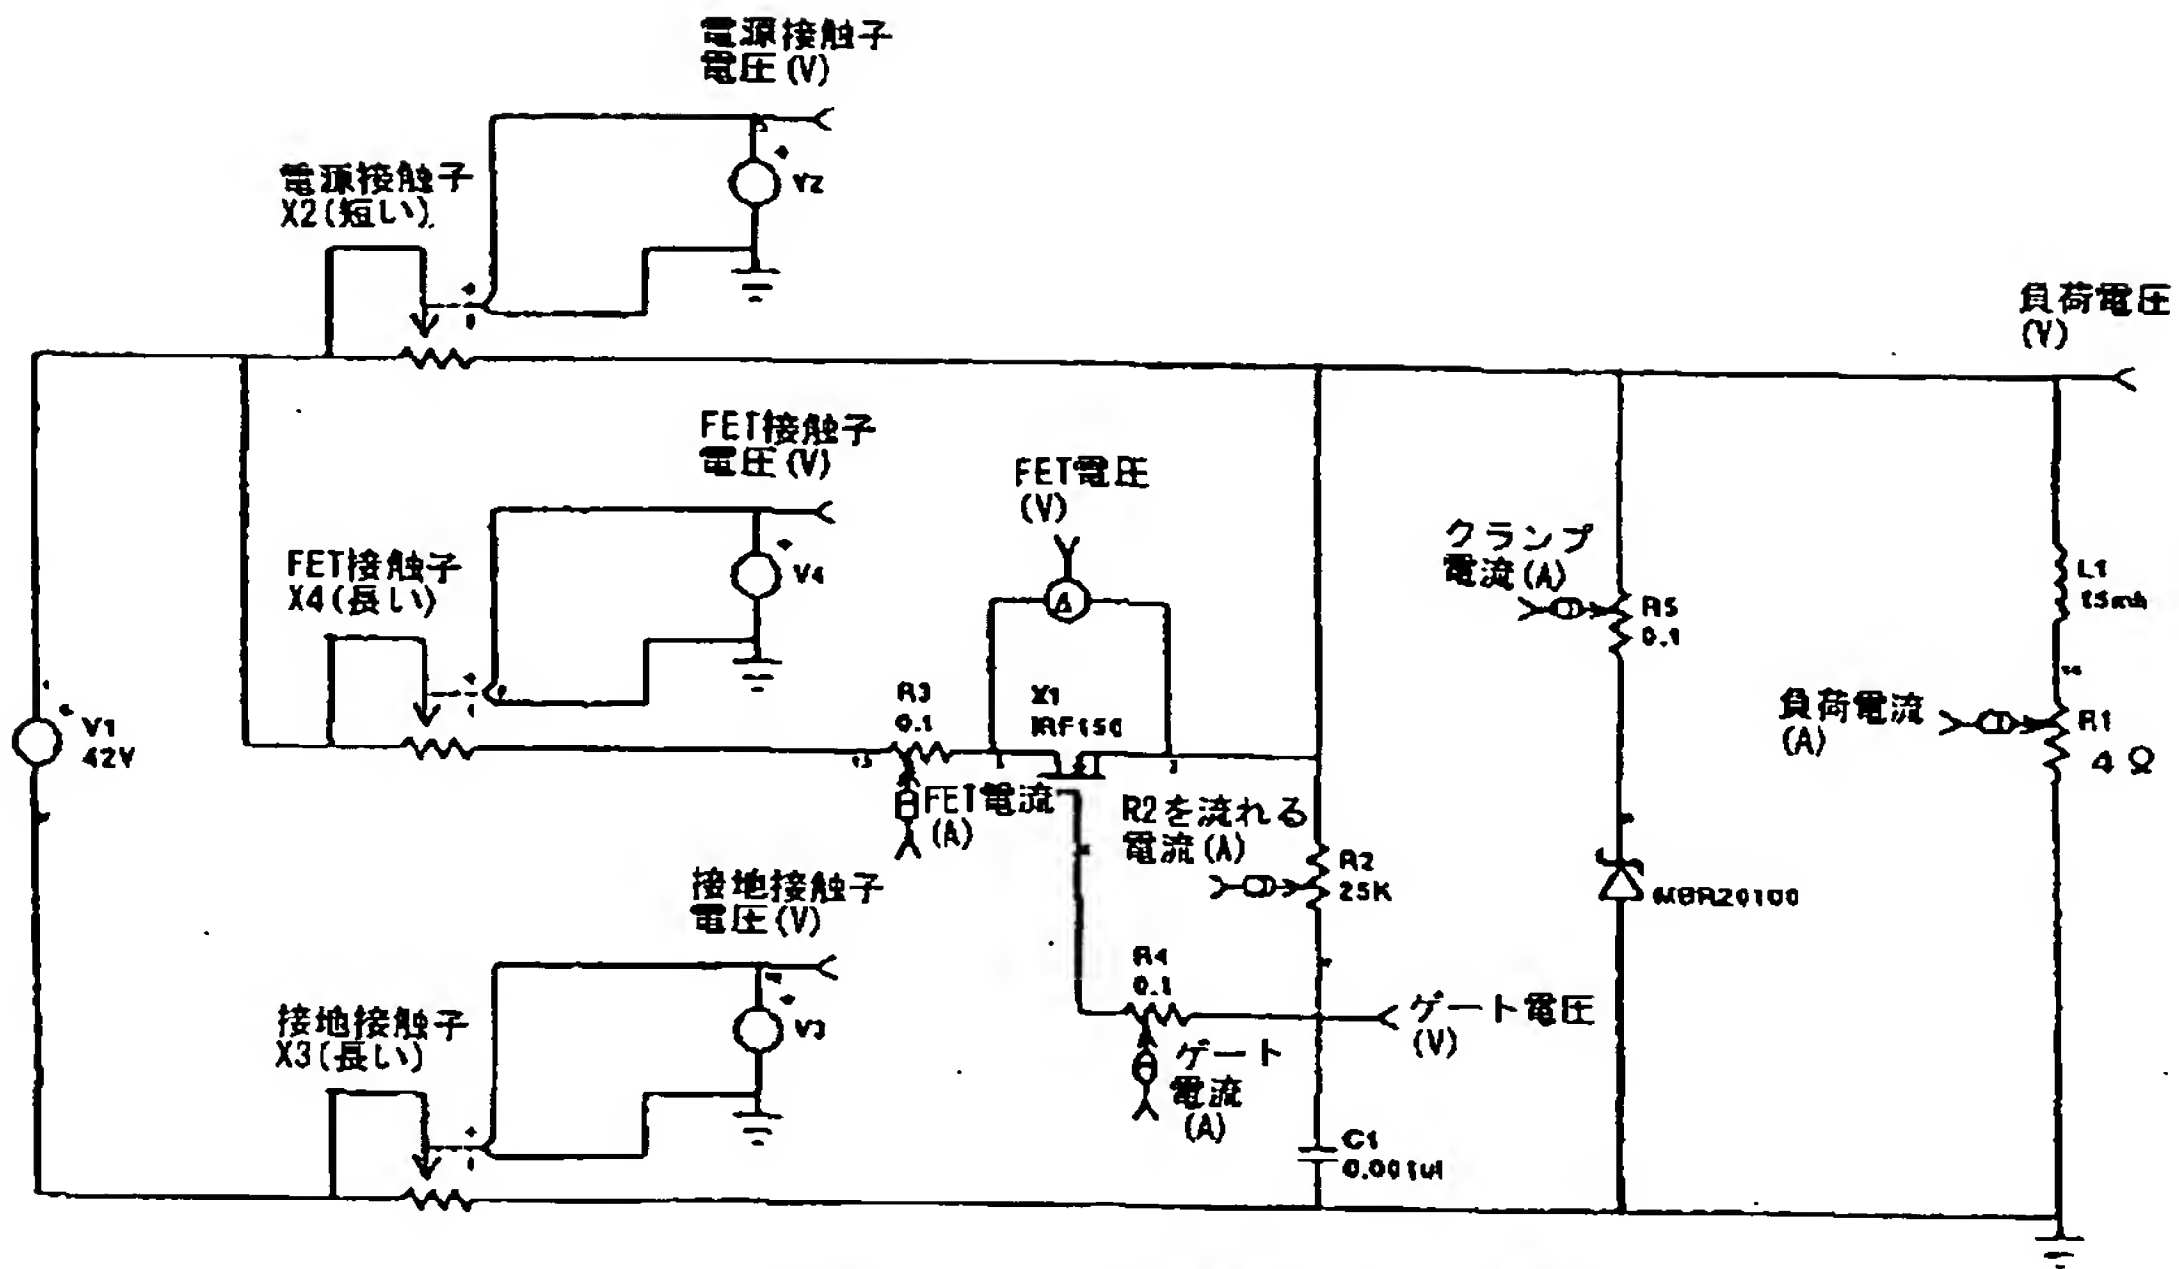 電源接触子
電圧(V)
V2
電源接触子
X2(短い)
負荷電圧
(V)
FET接触子
電圧(V)
V4
FET接触子
X4(長い)
FET電圧
(V)
クランプ
電流(A)
R5
0.1
L1
負荷電流
(A)
R1
4Ω
V1
42V
R3
0.1
X1
IRF150
FET電流
(A)
R2を流れる
電流(A)
R2
25K
MBR20100
接地接触子
電圧(V)
V3
接地接触子
X3(長い)
R4
0.1
ゲート電圧
(V)
ゲート
電流
(A)
C1